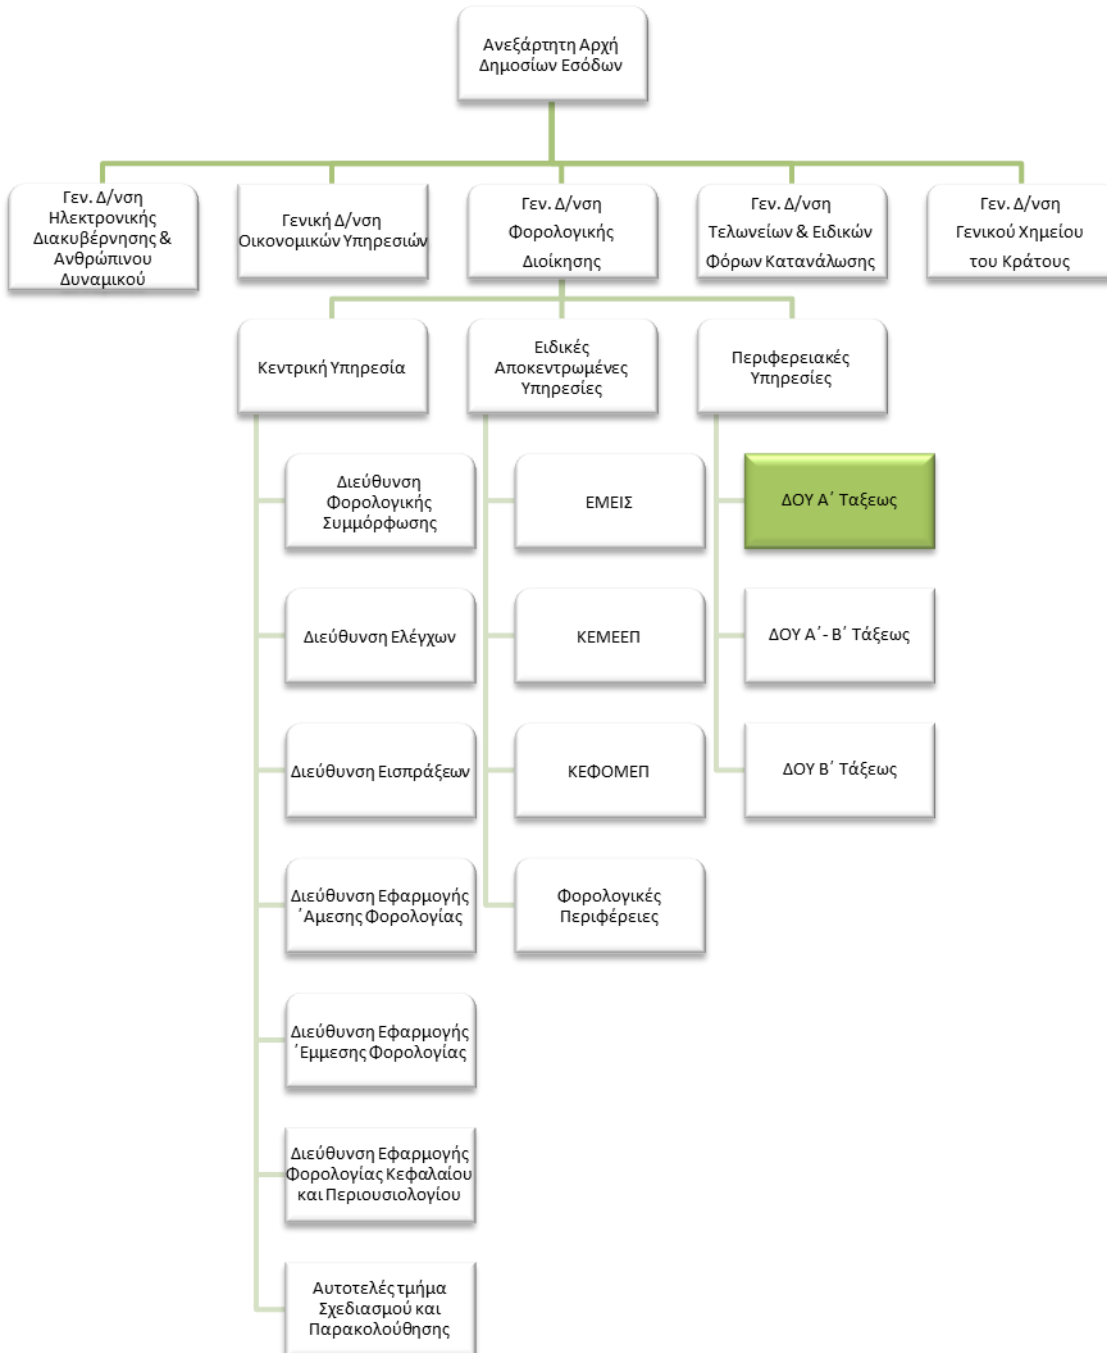 Ανεξάρτητη Αρχή
Δημοσίων Εσόδων
Γεν. Δ/νση
Ηλεκτρονικής
Διακυβέρνησης &
Ανθρώπινου
Δυναμικού
Γενική Δ/νση
Οικονομικών Υπηρεσιών
Γεν. Δ/νση
Φορολογικής
Διοίκησης
Γεν. Δ/νση
Τελωνείων & Ειδικών
Φόρων Κατανάλωσης
Γεν. Δ/νση
Γενικού Χημείου
του Κράτους
Κεντρική Υπηρεσία
Ειδικές
Αποκεντρωμένες
Υπηρεσίες
Περιφερειακές
Υπηρεσίες
Διεύθυνση
Φορολογικής
Συμμόρφωσης
Διεύθυνση Ελέγχων
Διεύθυνση Εισπράξεων
Διεύθυνση Εφαρμογής
΄Αμεσης Φορολογίας
Διεύθυνση Εφαρμογής
΄Εμμεσης Φορολογίας
Διεύθυνση Εφαρμογής
Φορολογίας Κεφαλαίου
και Περιουσιολογίου
Αυτοτελές τμήμα
Σχεδιασμού και
Παρακολούθησης
ΕΜΕΙΣ
ΚΕΜΕΕΠ
ΚΕΦΟΜΕΠ
Φορολογικές
Περιφέρειες
ΔΟΥ Α΄ Ταξεως
ΔΟΥ Α΄- Β΄ Τάξεως
ΔΟΥ Β΄ Τάξεως